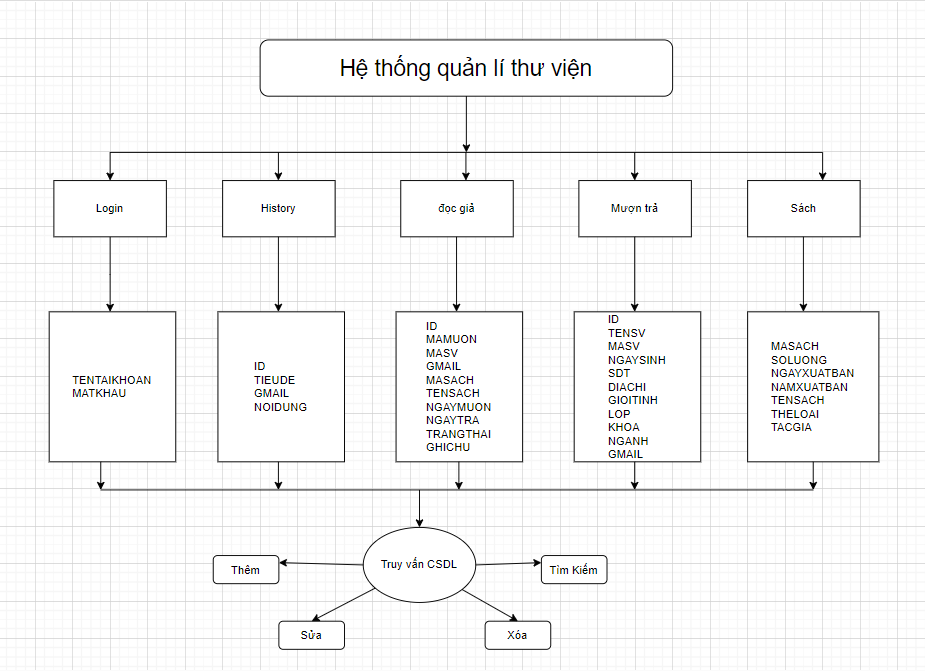 Hệ thống quản lí thư viện
Login
History
đọc giả
Mượn trả
Sách
TENTAIKHOAN
MATKHAU
ID
TIEUDE
GMAIL
NOIDUNG
ID
MAMUON
MASV
GMAIL
MASACH
TENSACH
NGAYMUON
NGAYTRA
TRANGTHAI
GHICHU
ID
TENSV
MASV
NGAYSINH
SDT
DIACHI
GIOITINH
LOP
KHOA
NGANH
GMAIL
MASACH
SOLUONG
NGAYXUATBAN
NAMXUATBAN
TENSACH
THELOAI
TACGIA
Truy vấn CSDL
Thêm
Tìm Kiếm
Sửa
Xóa